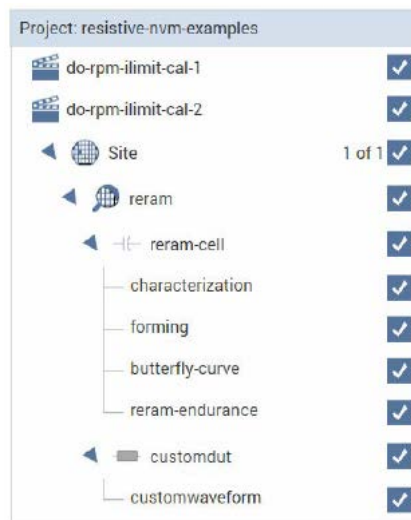 Project: resistive-nvm-examples
do-rpm-ilimit-cal-1
do-rpm-ilimit-cal-2
Site 1 of 1
reram
reram-cell
characterization
forming
butterfly-curve
reram-endurance
customdut
customwaveform